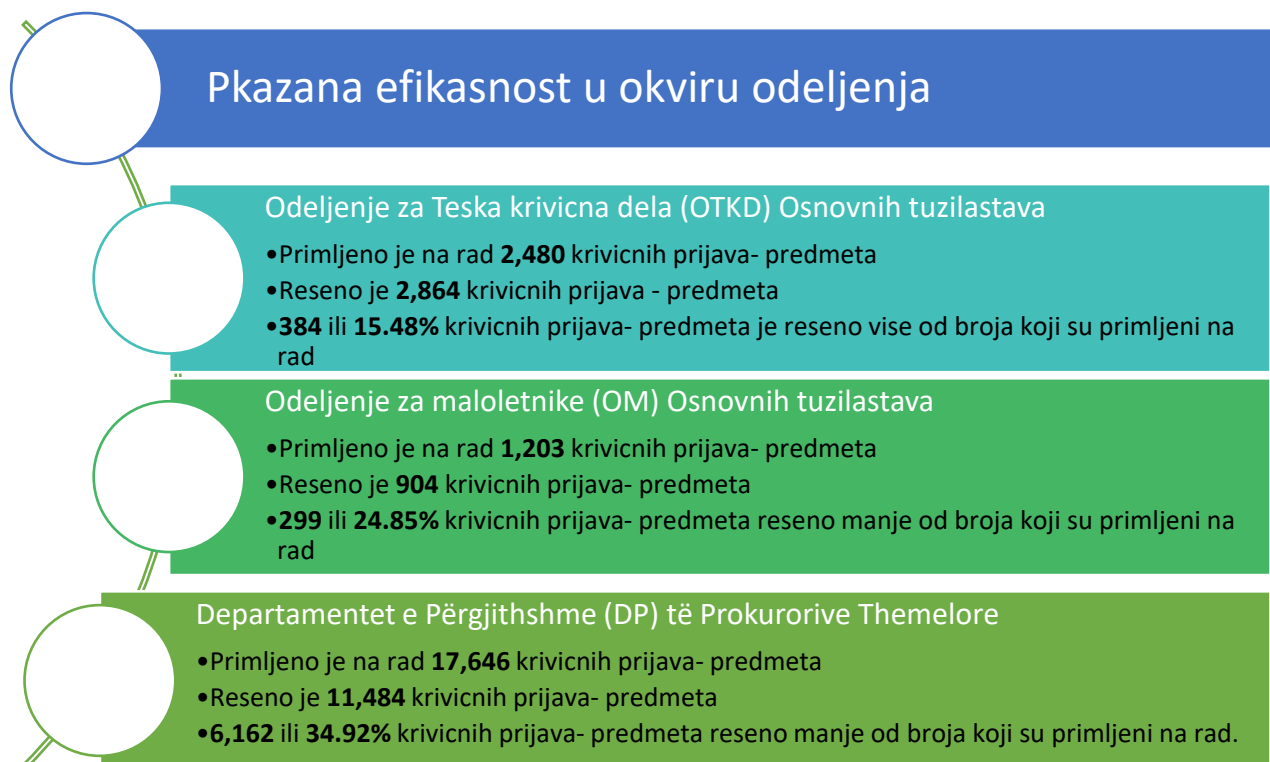 Pkazana efikasnost u okviru odeljenja
Odeljenje za Teska krivicna dela (OTKD) Osnovnih tuzilastava
•Primljeno je na rad 2,480 krivicnih prijava- predmeta
•Reseno je 2,864 krivicnih prijava - predmeta
•384 ili 15.48% krivicnih prijava- predmeta je reseno vise od broja koji su primljeni na
rad
Odeljenje za maloletnike (OM) Osnovnih tuzilastava
•Primljeno je na rad 1,203 krivicnih prijava- predmeta
•Reseno je 904 krivicnih prijava- predmeta
•299 ili 24.85% krivicnih prijava- predmeta reseno manje od broja koji su primljeni na
rad
Departamentet e Përgjithshme (DP) të Prokurorive Themelore
•Primljeno je na rad 17,646 krivicnih prijava- predmeta
•Reseno je 11,484 krivicnih prijava- predmeta
•6,162 ili 34.92% krivicnih prijava- predmeta reseno manje od broja koji su primljeni na rad.